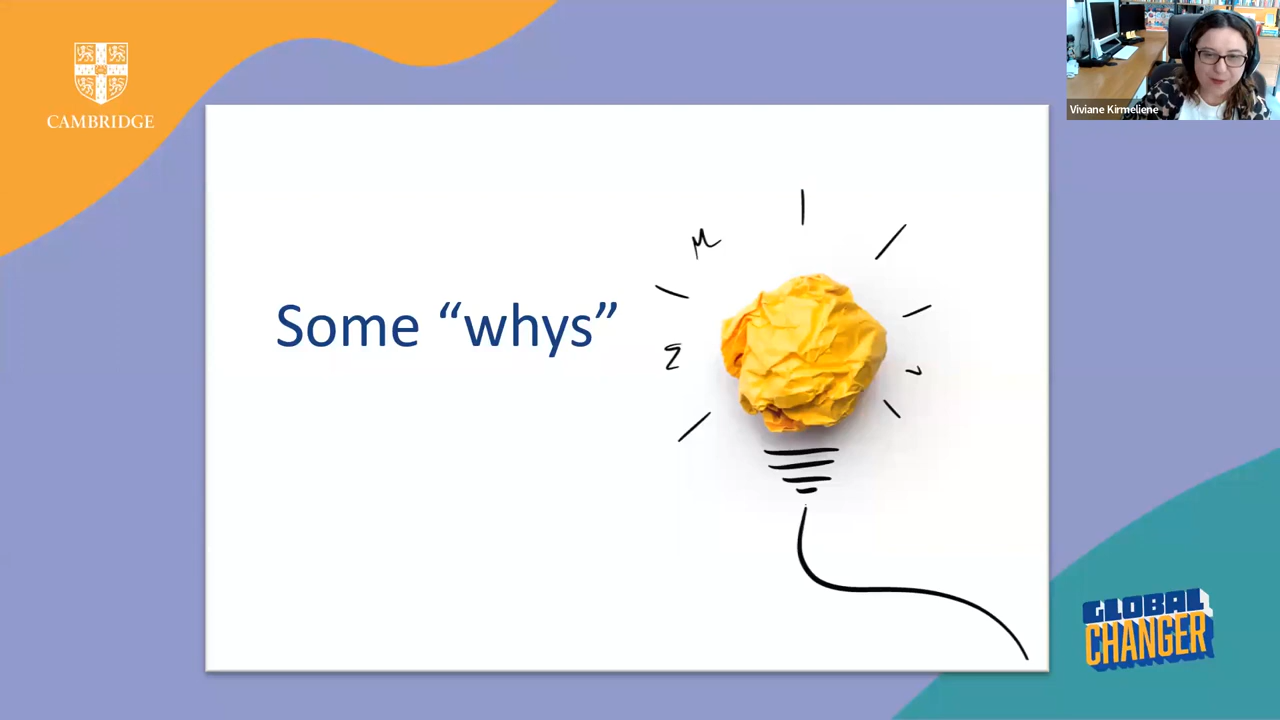 CAMBRIDGE
Viviane Kirmeliene
Some “whys”
GLOBAL
CHANGER